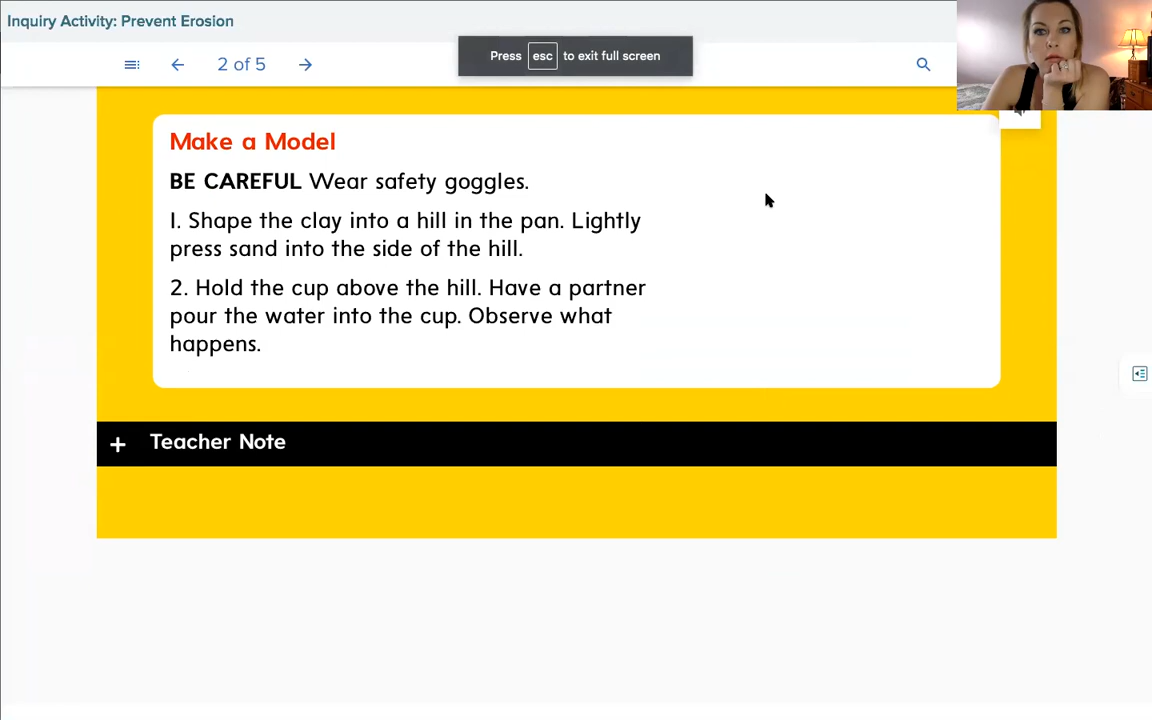 Inquiry Activity: Prevent Erosion
2 of 5
Press esc to exit full screen
Make a Model
BE CAREFUL Wear safety goggles.
1. Shape the clay into a hill in the pan. Lightly
press sand into the side of the hill.
2. Hold the cup above the hill. Have a partner
pour the water into the cup. Observe what
happens.
+ Teacher Note